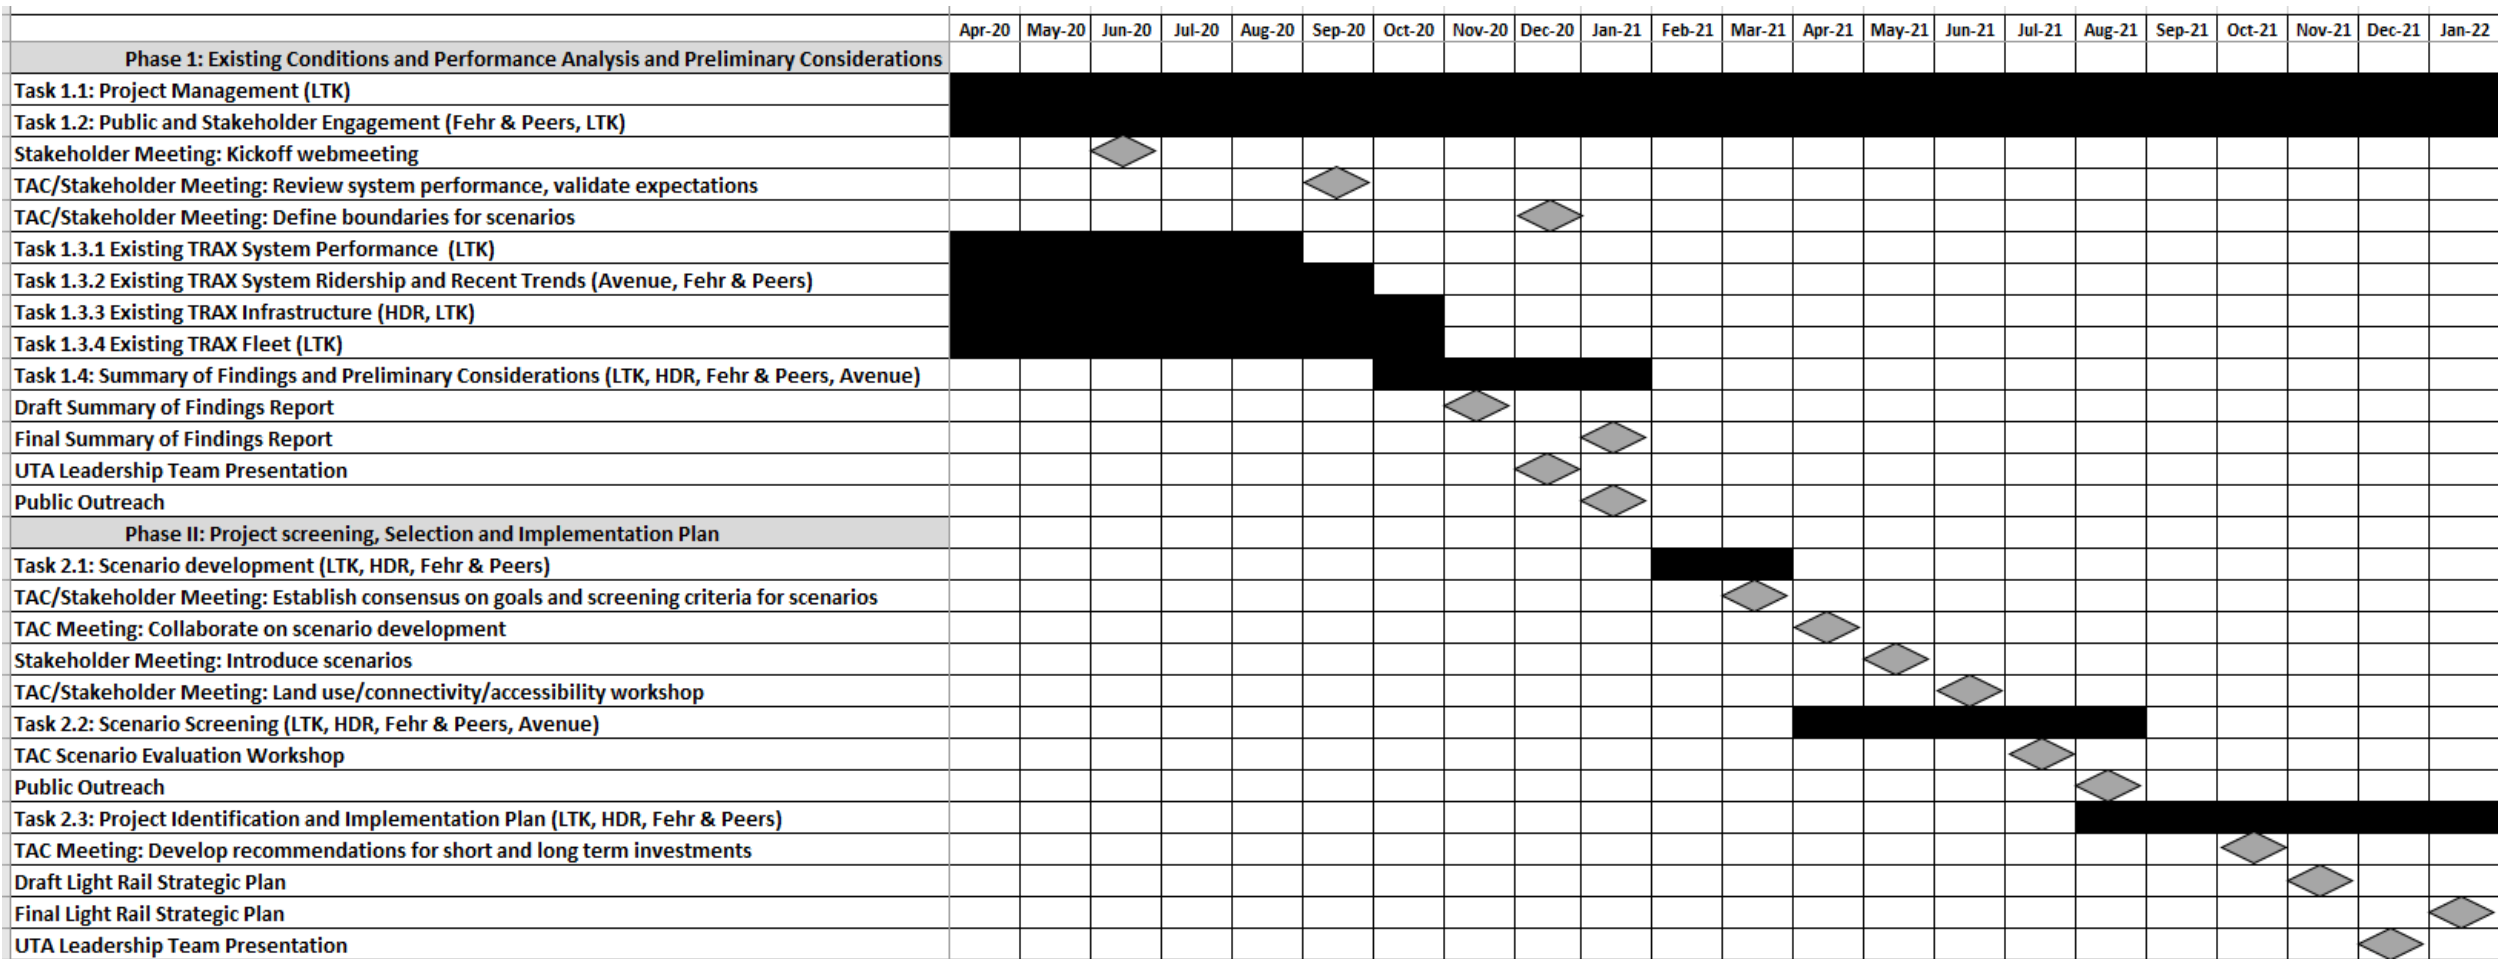 Apr-20 May-20 Jun-20 Jul-20 Aug-20 Sep-20 Oct-20 Nov-20 Dec-20 Jan-21 Feb-21 Mar-21 Apr-21 May-21 Jun-21 Jul-21 Aug-21 Sep-21 Oct-21 Nov-21 Dec-21 Jan-22
Phase 1: Existing Conditions and Performance Analysis and Preliminary Considerations
Task 1.1: Project Management (LTK)
Task 1.2: Public and Stakeholder Engagement (Fehr & Peers, LTK)
Stakeholder Meeting: Kickoff webmeeting
TAC/Stakeholder Meeting: Review system performance, validate expectations
TAC/Stakeholder Meeting: Define boundaries for scenarios
Task 1.3.1 Existing TRAX System Performance (LTK)
Task 1.3.2 Existing TRAX System Ridership and Recent Trends (Avenue, Fehr & Peers)
Task 1.3.3 Existing TRAX Infrastructure (HDR, LTK)
Task 1.3.4 Existing TRAX Fleet (LTK)
Task 1.4: Summary of Findings and Preliminary Considerations (LTK, HDR, Fehr & Peers, Avenue)
Draft Summary of Findings Report
Final Summary of Findings Report
UTA Leadership Team Presentation
Public Outreach
Phase II: Project screening, Selection and Implementation Plan
Task 2.1: Scenario development (LTK, HDR, Fehr & Peers)
TAC/Stakeholder Meeting: Establish consensus on goals and screening criteria for scenarios
TAC Meeting: Collaborate on scenario development
Stakeholder Meeting: Introduce scenarios
TAC/Stakeholder Meeting: Land use/connectivity/accessibility workshop
Task 2.2: Scenario Screening (LTK, HDR, Fehr & Peers, Avenue)
TAC Scenario Evaluation Workshop
Public Outreach
Task 2.3: Project Identification and Implementation Plan (LTK, HDR, Fehr & Peers)
TAC Meeting: Develop recommendations for short and long term investments
Draft Light Rail Strategic Plan
Final Light Rail Strategic Plan
UTA Leadership Team Presentation